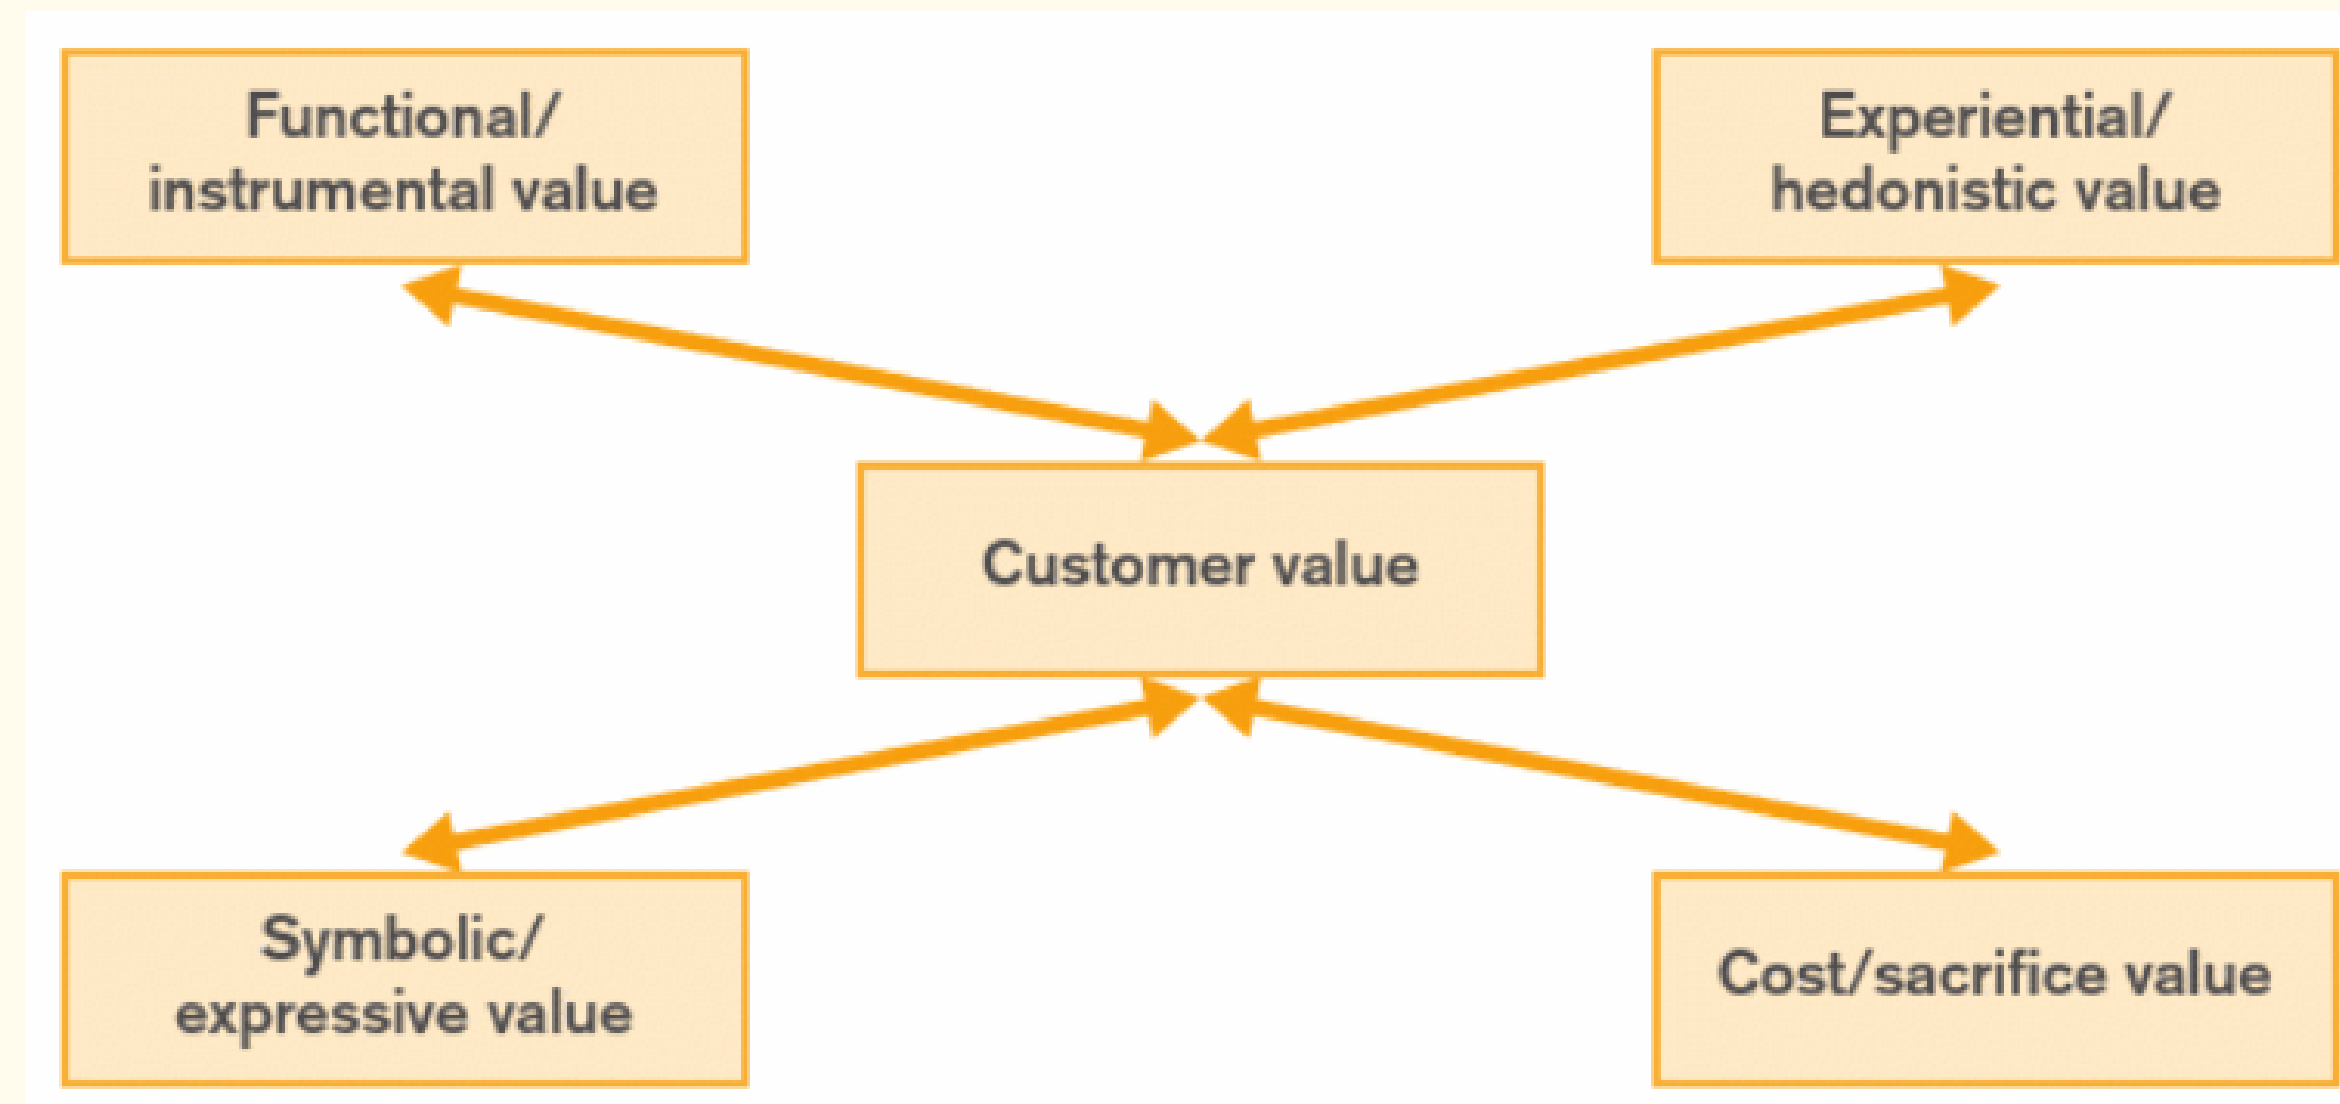 Functional/
instrumental value
Experiential/
hedonistic value
Customer value
Symbolic/
expressive value
Cost/sacrifice value